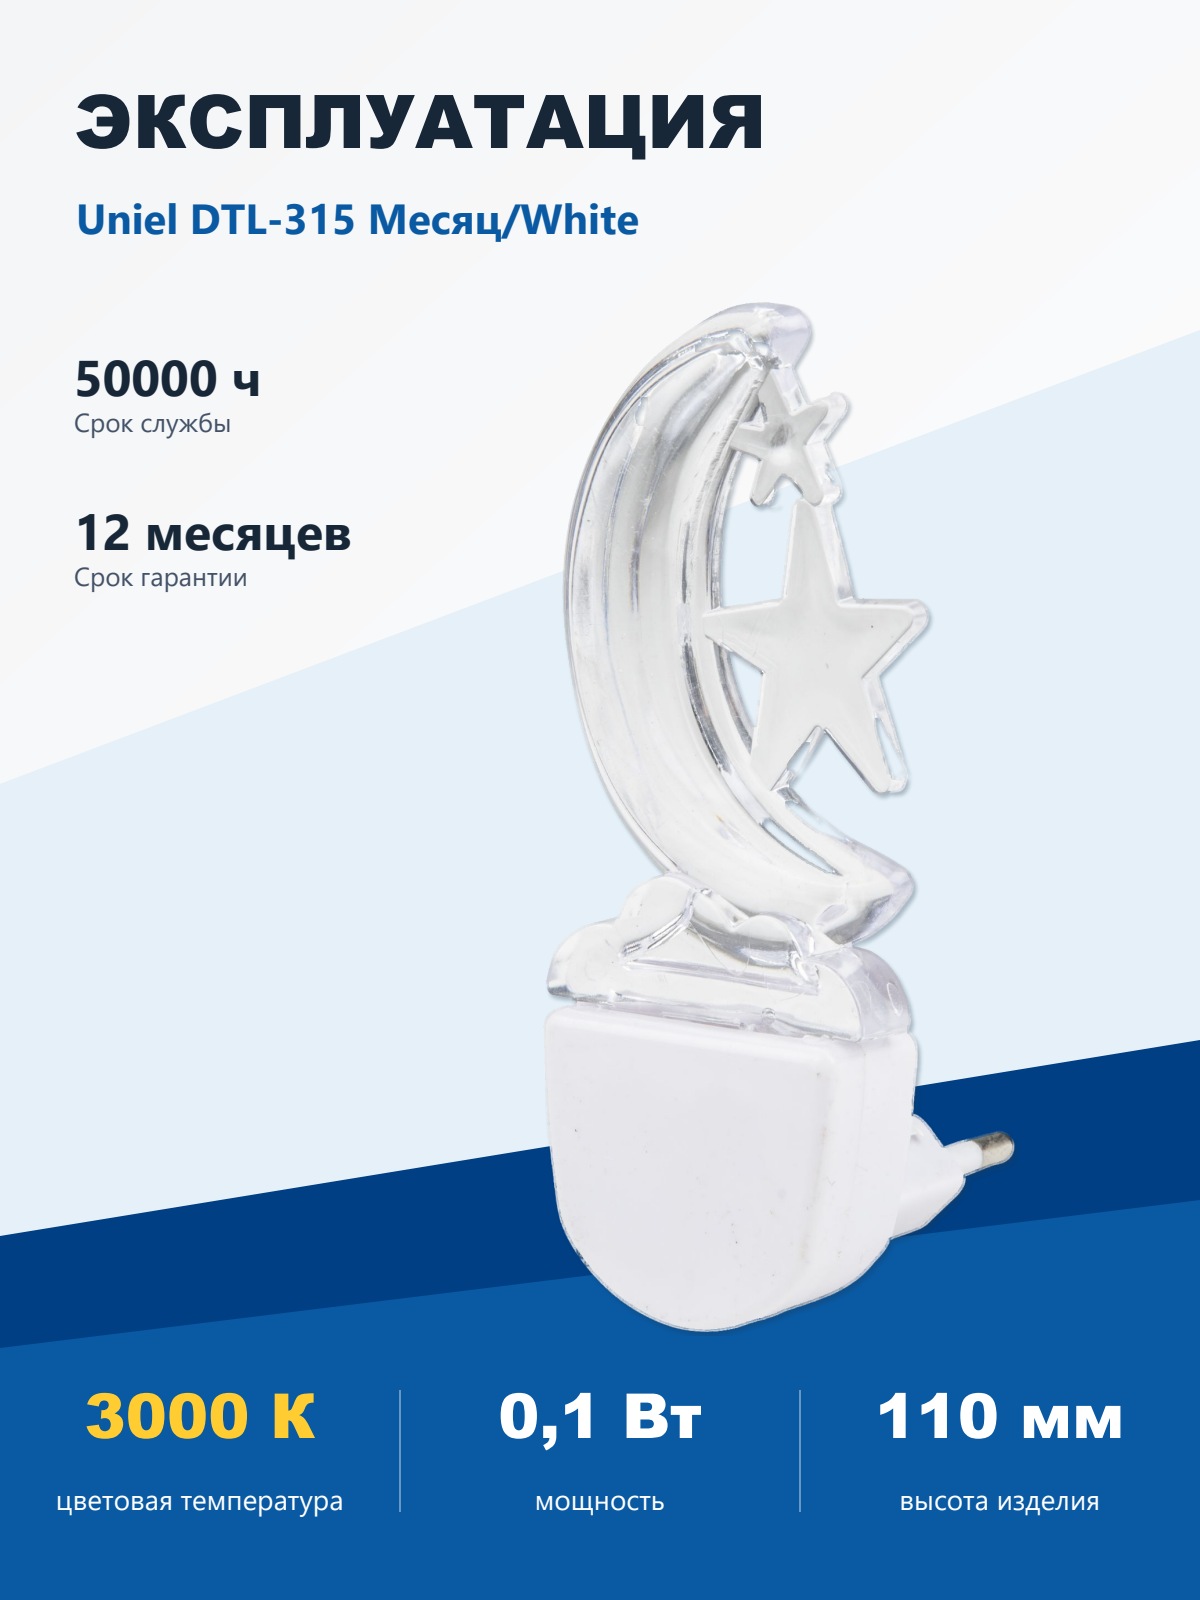 ЭКСПЛУАТАЦИЯ
Uniel DTL-315 Месяц/White
50000 ч
Срок службы
12 месяцев
Срок гарантии
3000 К
цветовая температура
0,1 Вт
мощность
110 мм
высота изделия